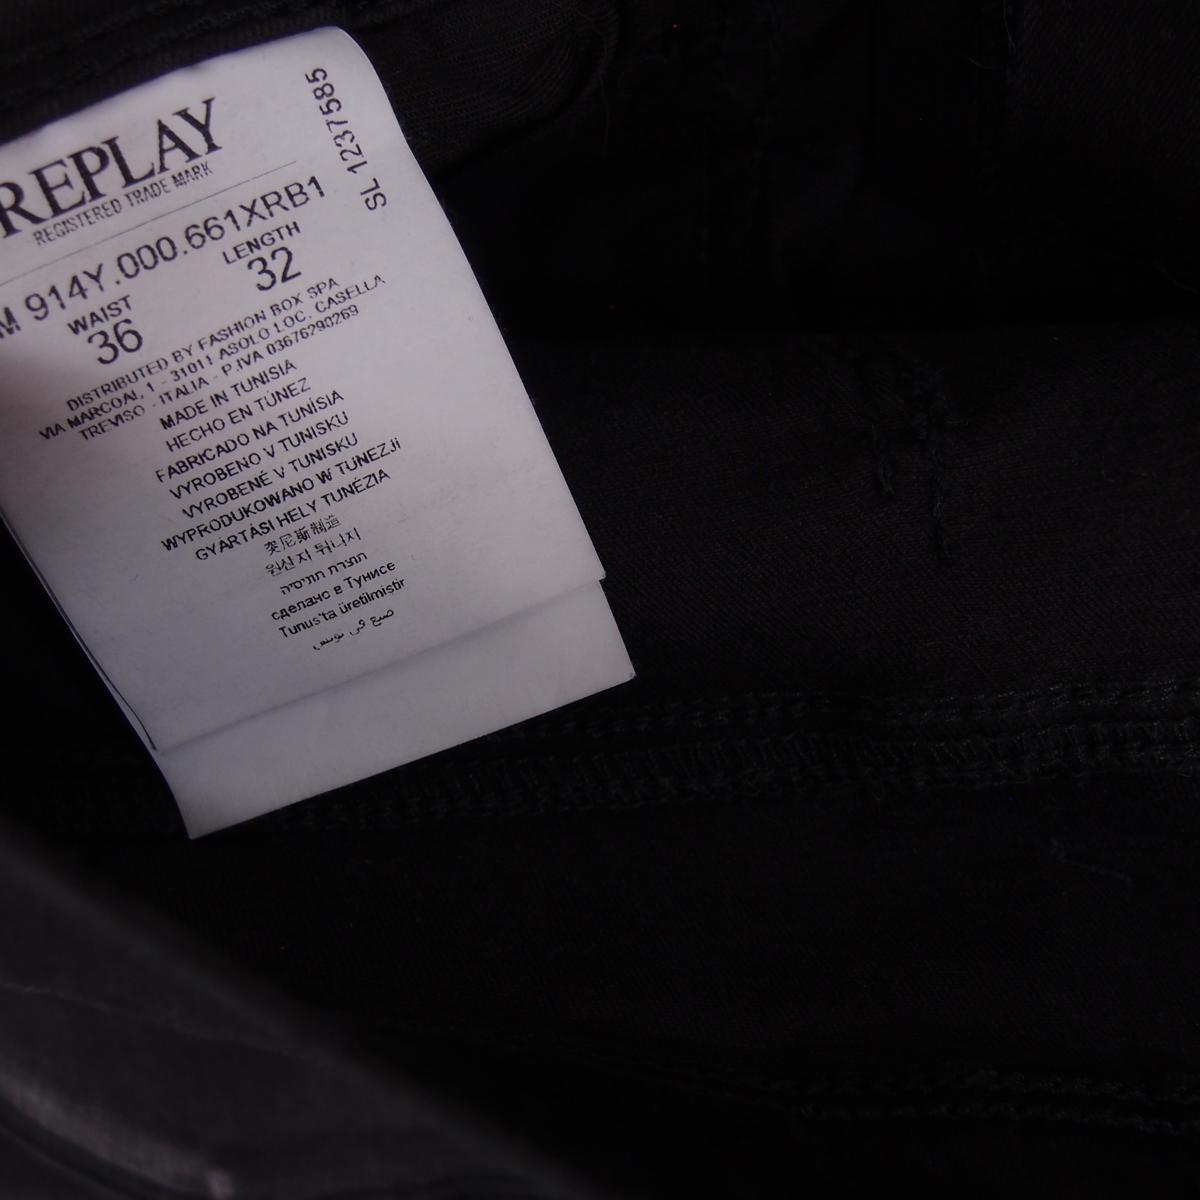 REPLAY
REGISTERED TRADE MARK
SL 1237585
M 914Y.000.661XRB1
WAIST LENGTH
36 32
DISTRIBUTED BY FASHION BOX SPA
VIA MARCOAI, 1 - 31011 ASOLO LOC. CASELLA
TREVISO - ITALIA - P.IVA 03676290269
MADE IN TUNISIA
HECHO EN TÚNEZ
FABRICADO NA TUNÍSIA
VYROBENO V TUNISKU
VYROBENÉ V TUNISKU
WYPRODUKOWANO W TUNEZJi
GYARTÁSI HELY TUNÉZIA
突尼斯制造
원산지 튀니지
תוצרת תוניסיה
сделанс в Тунисе
Tunus'ta üretilmistir
صنع في تونس